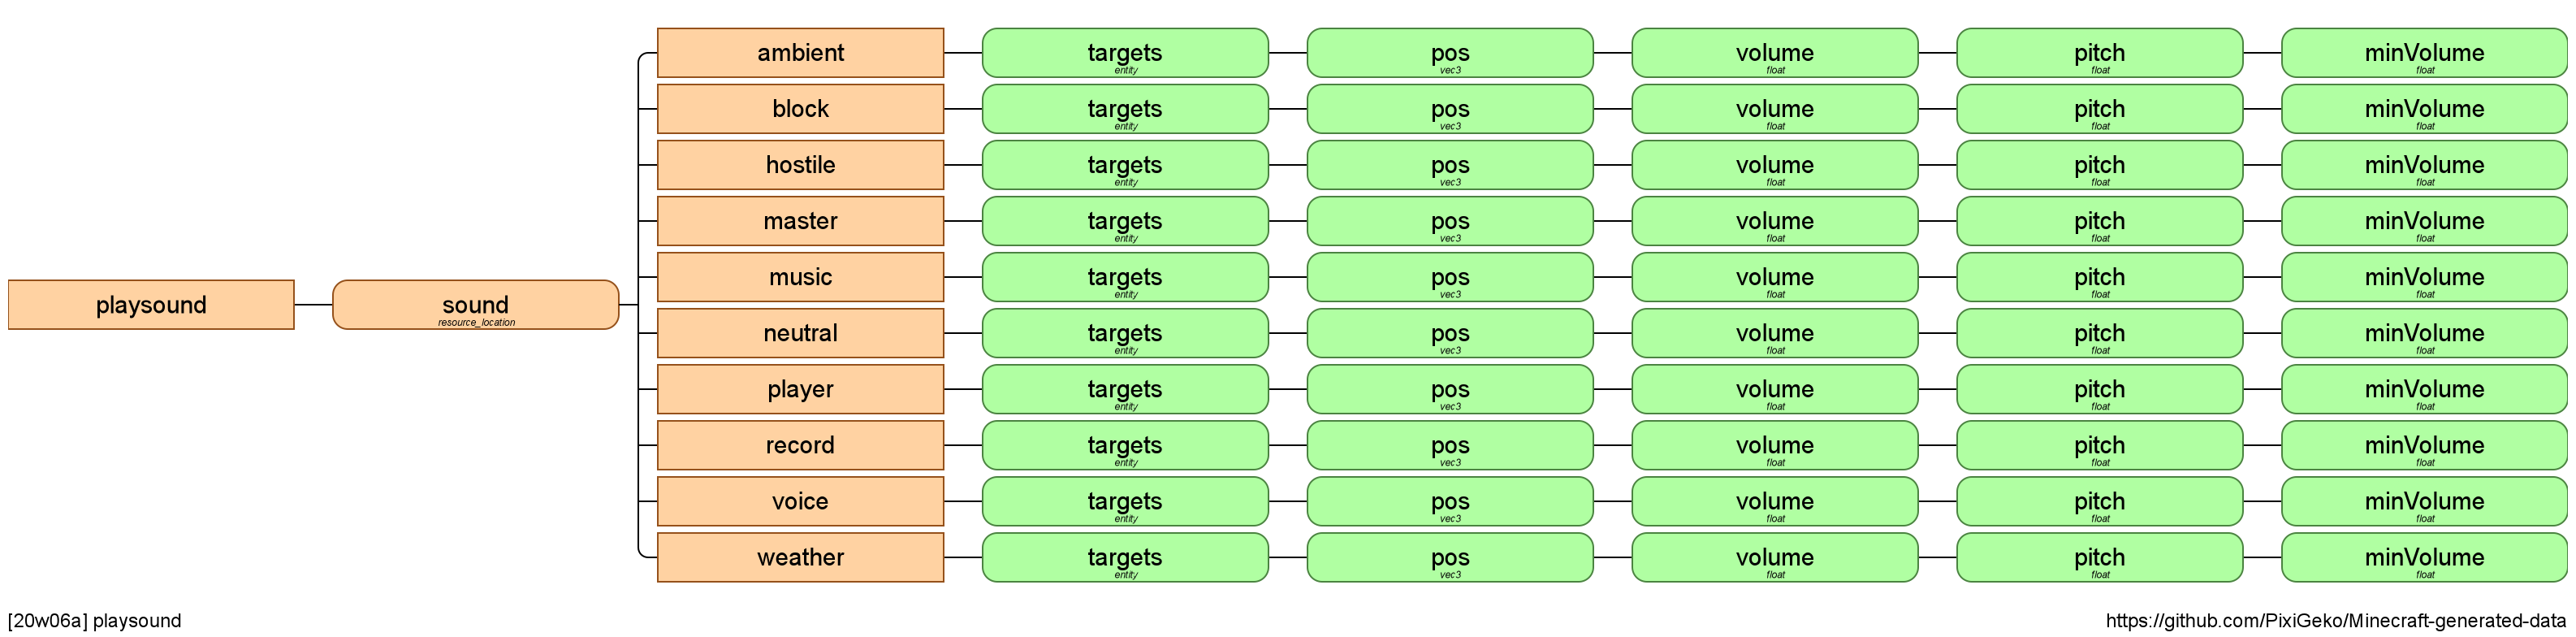 ambient targets pos volume pitch minVolume
entity vec3 float float float
block targets pos volume pitch minVolume
entity vec3 float float float
hostile targets pos volume pitch minVolume
entity vec3 float float float
master targets pos volume pitch minVolume
entity vec3 float float float
music targets pos volume pitch minVolume
entity vec3 float float float
playsound sound
resource_location
neutral targets pos volume pitch minVolume
entity vec3 float float float
player targets pos volume pitch minVolume
entity vec3 float float float
record targets pos volume pitch minVolume
entity vec3 float float float
voice targets pos volume pitch minVolume
entity vec3 float float float
weather targets pos volume pitch minVolume
entity vec3 float float float
[20w06a] playsound https://github.com/PixiGeko/Minecraft-generated-data